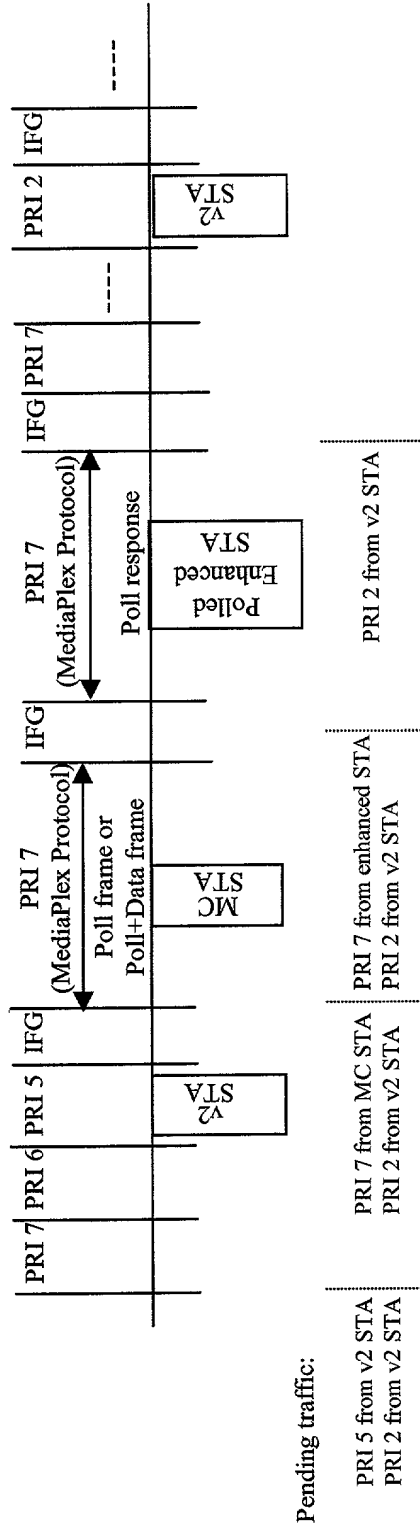 PRI 7
PRI 6
PRI 5
IFG
PRI 7
(MediaPlex Protocol)
Poll frame or
Poll+Data frame
IFG
PRI 7
(MediaPlex Protocol)
Poll response
IFG
PRI 7
PRI 2
IFG
v2
STA
MC
STA
Polled
Enhanced
STA
v2
STA
Pending traffic:
PRI 5 from v2 STA
PRI 2 from v2 STA
PRI 7 from MC STA
PRI 2 from v2 STA
PRI 7 from enhanced STA
PRI 2 from v2 STA
PRI 2 from v2 STA